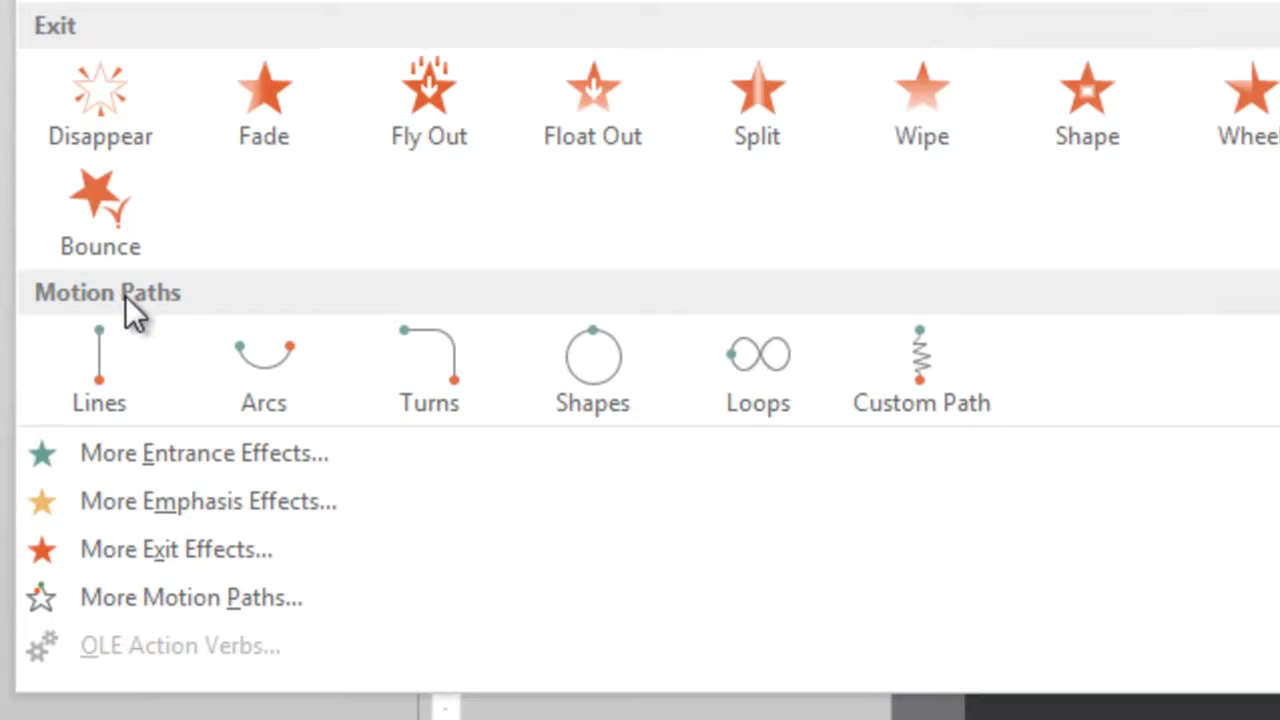 Exit
Disappear Fade Fly Out Float Out Split Wipe Shape Wheel
Bounce
Motion Paths
Lines Arcs Turns Shapes Loops Custom Path
More Entrance Effects...
More Emphasis Effects...
More Exit Effects...
More Motion Paths...
OLE Action Verbs...